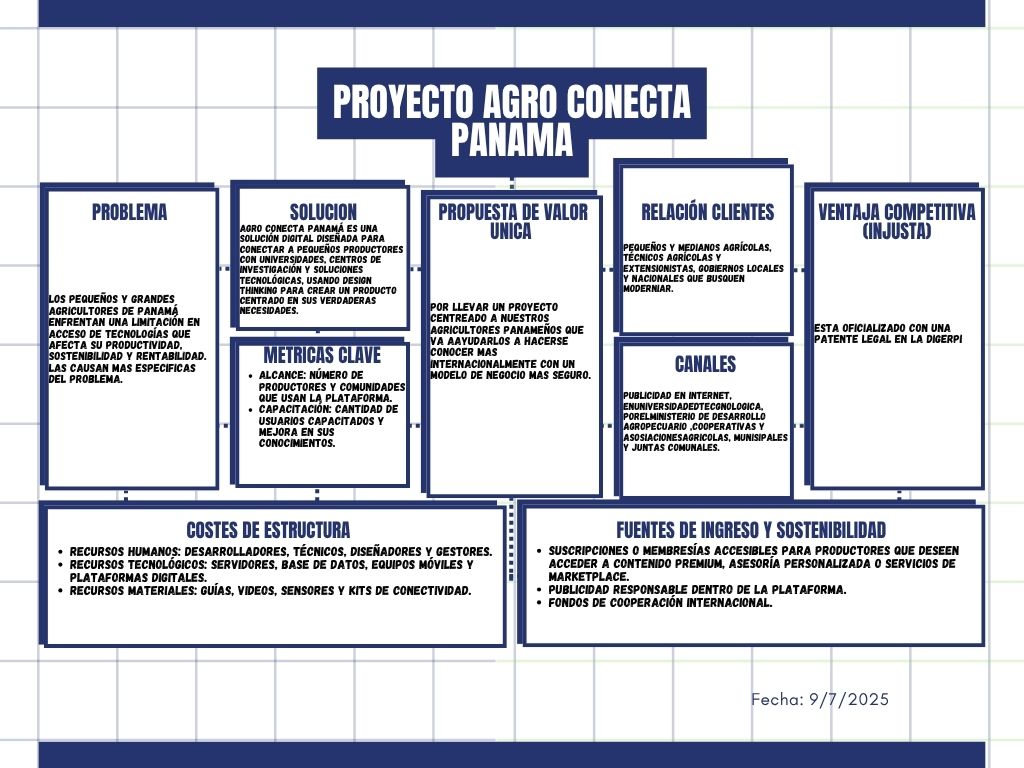 PROYECTO AGRO CONECTA
PANAMA
PROBLEMA
LOS PEQUEÑOS Y GRANDES
AGRICULTORES DE PANAMÁ
ENFRENTAN UNA LIMITACIÓN EN
ACCESO DE TECNOLOGÍAS QUE
AFECTA SU PRODUCTIVIDAD,
SOSTENIBILIDAD Y RENTABILIDAD.
LAS CAUSAN MAS ESPECIFICAS
DEL PROBLEMA.
SOLUCION
AGRO CONECTA PANAMÁ ES UNA
SOLUCIÓN DIGITAL DISEÑADA PARA
CONECTAR A PEQUEÑOS PRODUCTORES
CON UNIVERSIDADES, CENTROS DE
INVESTIGACIÓN Y SOLUCIONES
TECNOLÓGICAS, USANDO DESIGN
THINKING PARA CREAR UN PRODUCTO
CENTRADO EN SUS VERDADERAS
NECESIDADES.
METRICAS CLAVE
• ALCANCE: NÚMERO DE
PRODUCTORES Y COMUNIDADES
QUE USAN LA PLATAFORMA.
• CAPACITACIÓN: CANTIDAD DE
USUARIOS CAPACITADOS Y
MEJORA EN SUS
CONOCIMIENTOS.
PROPUESTA DE VALOR
UNICA
POR LLEVAR UN PROYECTO
CENTREADO A NUESTROS
AGRICULTORES PANAMEÑOS QUE
VA AAYUDARLOS A HACERSE
CONOCER MAS
INTERNACIONALMENTE CON UN
MODELO DE NEGOCIO MAS SEGURO.
RELACIÓN CLIENTES
PEQUEÑOS Y MEDIANOS AGRÍCOLAS,
TÉCNICOS AGRÍCOLAS Y
EXTENSIONISTAS, GOBIERNOS LOCALES
Y NACIONALES QUE BUSQUEN
MODERNIAR.
CANALES
PUBLICIDAD EN INTERNET,
ENUNIVERSIDADEDTECGNOLOGICA,
PORELMINISTERIO DE DESARROLLO
AGROPECUARIO ,COOPERATIVAS Y
ASOSIACIONESAGRICOLAS, MUNISIPALES
Y JUNTAS COMUNALES.
VENTAJA COMPETITIVA
(INJUSTA)
ESTA OFICIALIZADO CON UNA
PATENTE LEGAL EN LA DIGERPI
COSTES DE ESTRUCTURA
• RECURSOS HUMANOS: DESARROLLADORES, TÉCNICOS, DISEÑADORES Y GESTORES.
• RECURSOS TECNOLÓGICOS: SERVIDORES, BASE DE DATOS, EQUIPOS MÓVILES Y
PLATAFORMAS DIGITALES.
• RECURSOS MATERIALES: GUÍAS, VIDEOS, SENSORES Y KITS DE CONECTIVIDAD.
FUENTES DE INGRESO Y SOSTENIBILIDAD
• SUSCRIPCIONES O MEMBRESÍAS ACCESIBLES PARA PRODUCTORES QUE DESEEN
ACCEDER A CONTENIDO PREMIUM, ASESORÍA PERSONALIZADA O SERVICIOS DE
MARKETPLACE.
• PUBLICIDAD RESPONSABLE DENTRO DE LA PLATAFORMA.
• FONDOS DE COOPERACIÓN INTERNACIONAL.
Fecha: 9/7/2025